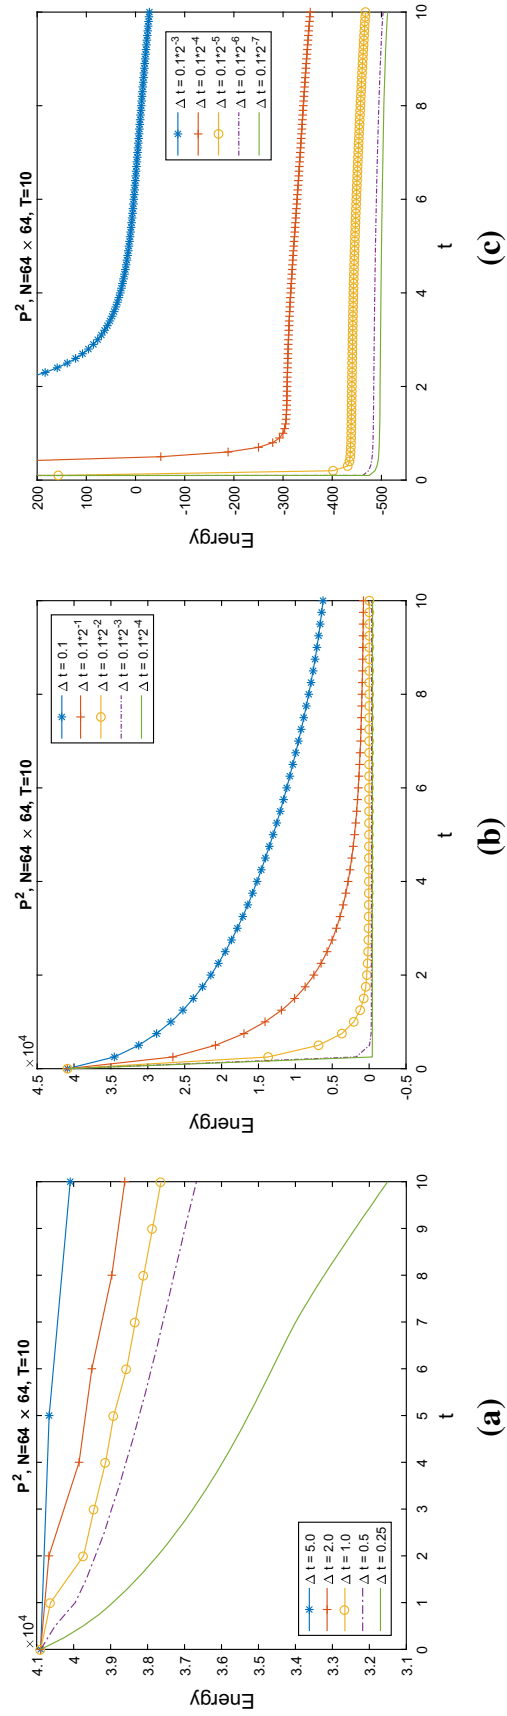 P², N=64 × 64, T=10
×10⁴
4.1
4
3.9
3.8
3.7
3.6
3.5
3.4
3.3
3.2
3.1
Energy
0 1 2 3 4 5 6 7 8 9 10
t
Δ t = 5.0
Δ t = 2.0
Δ t = 1.0
Δ t = 0.5
Δ t = 0.25
(a)
P², N=64 × 64, T=10
×10⁴
4.5
4
3.5
3
2.5
2
1.5
1
0.5
0
-0.5
Energy
0 2 4 6 8 10
t
Δ t = 0.1
Δ t = 0.1*2⁻¹
Δ t = 0.1*2⁻²
Δ t = 0.1*2⁻³
Δ t = 0.1*2⁻⁴
(b)
P², N=64 × 64, T=10
200
100
0
-100
-200
-300
-400
-500
Energy
0 2 4 6 8 10
t
Δ t = 0.1*2⁻³
Δ t = 0.1*2⁻⁴
Δ t = 0.1*2⁻⁵
Δ t = 0.1*2⁻⁶
Δ t = 0.1*2⁻⁷
(c)